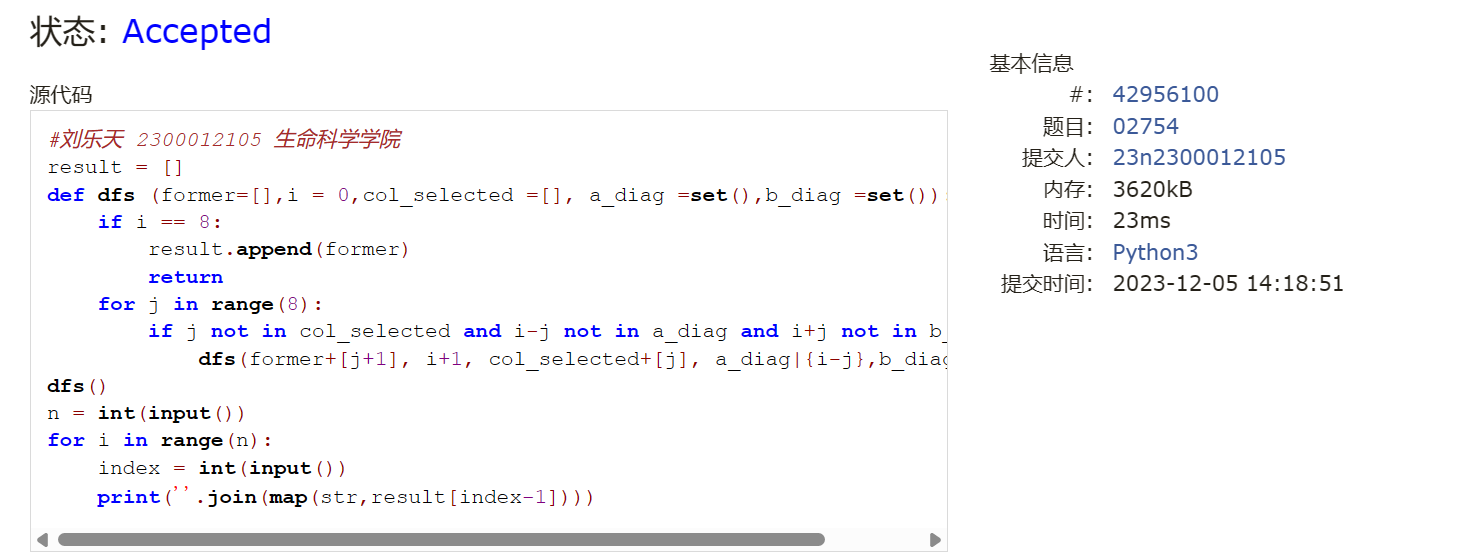 状态: Accepted
源代码
#刘乐天 2300012105 生命科学学院
result = []
def dfs (former=[],i = 0,col_selected =[], a_diag =set(),b_diag =set())
    if i == 8:
        result.append(former)
        return
    for j in range(8):
        if j not in col_selected and i-j not in a_diag and i+j not in b_
            dfs(former+[j+1], i+1, col_selected+[j], a_diag|{i-j},b_diag
dfs()
n = int(input())
for i in range(n):
    index = int(input())
    print(''.join(map(str,result[index-1])))
基本信息
#: 42956100
题目: 02754
提交人: 23n2300012105
内存: 3620kB
时间: 23ms
语言: Python3
提交时间: 2023-12-05 14:18:51